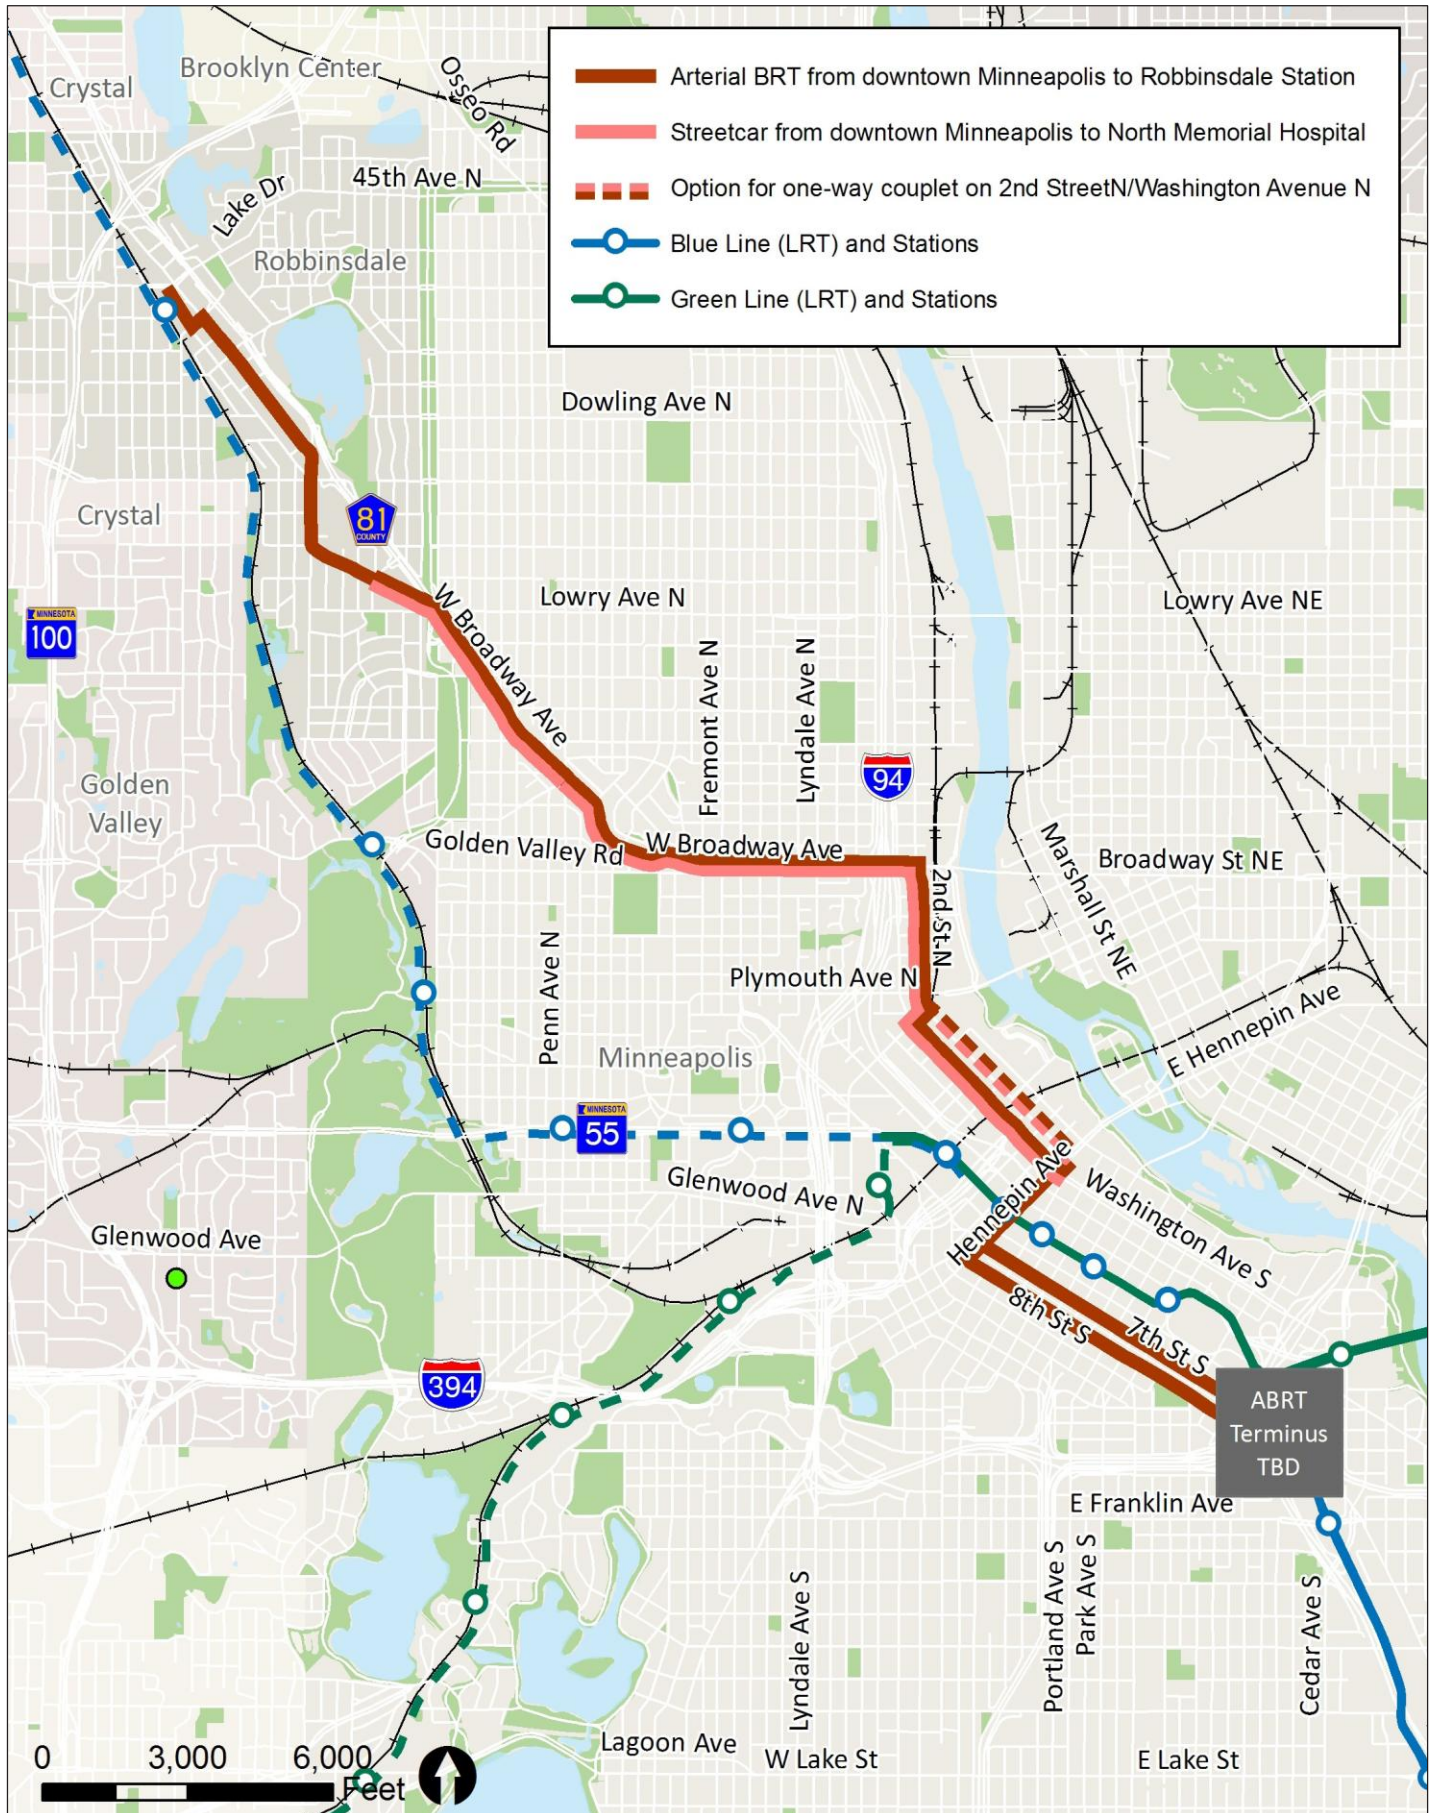 Arterial BRT from downtown Minneapolis to Robbinsdale Station
Streetcar from downtown Minneapolis to North Memorial Hospital
Option for one-way couplet on 2nd StreetN/Washington Avenue N
Blue Line (LRT) and Stations
Green Line (LRT) and Stations
Brooklyn Center
Crystal
Osseo Rd
45th Ave N
Lake Dr
Robbinsdale
Dowling Ave N
Crystal
81
COUNTY
MINNESOTA
100
W Broadway Ave
Lowry Ave N
Lowry Ave NE
Fremont Ave N
Lyndale Ave N
94
Golden
Valley
Golden Valley Rd
W Broadway Ave
2nd St N
Marshall St NE
Broadway St NE
Penn Ave N
Plymouth Ave N
E Hennepin Ave
Minneapolis
MINNESOTA
55
Glenwood Ave N
Hennepin Ave
Washington Ave S
Glenwood Ave
8th St S
7th St S
394
ABRT
Terminus
TBD
E Franklin Ave
Portland Ave S
Park Ave S
Lyndale Ave S
Cedar Ave S
Lagoon Ave
W Lake St
E Lake St
0 3,000 6,000
Feet